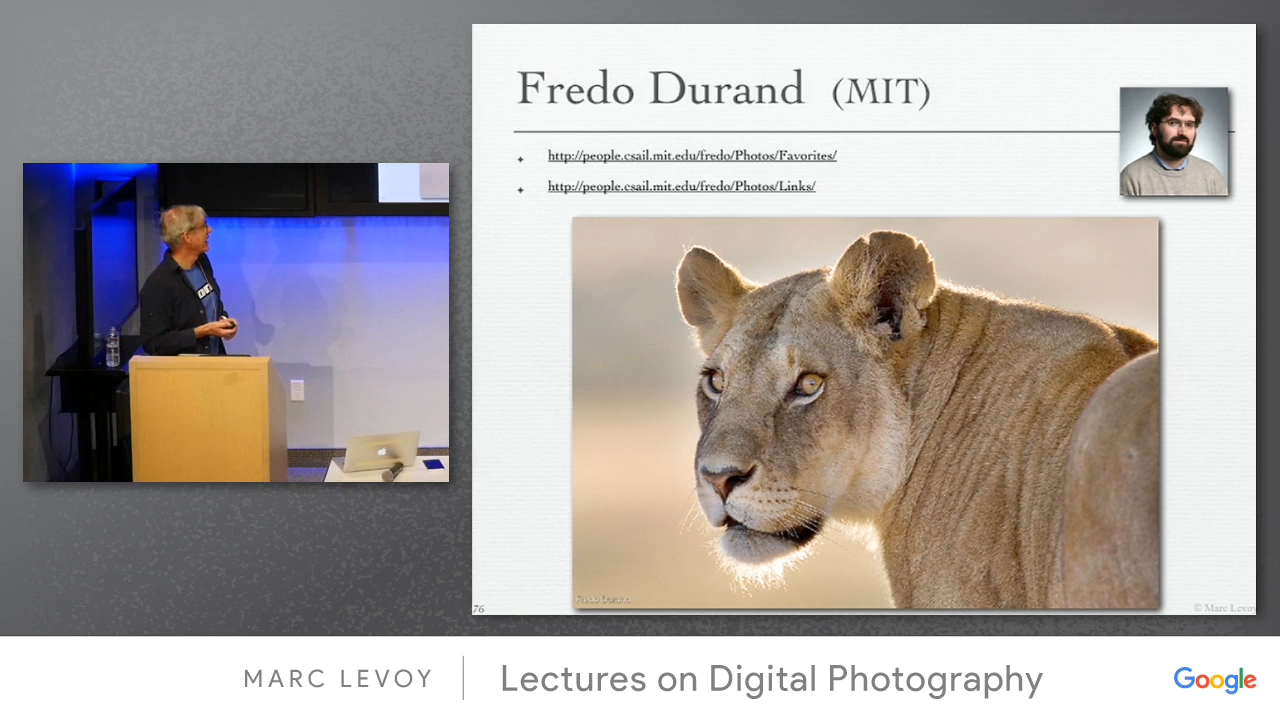 Fredo Durand (MIT)
http://people.csail.mit.edu/fredo/Photos/Favorites/
http://people.csail.mit.edu/fredo/Photos/Links/
Fredo Durand
76
© Marc Levoy
MARC LEVOY
Lectures on Digital Photography
Google